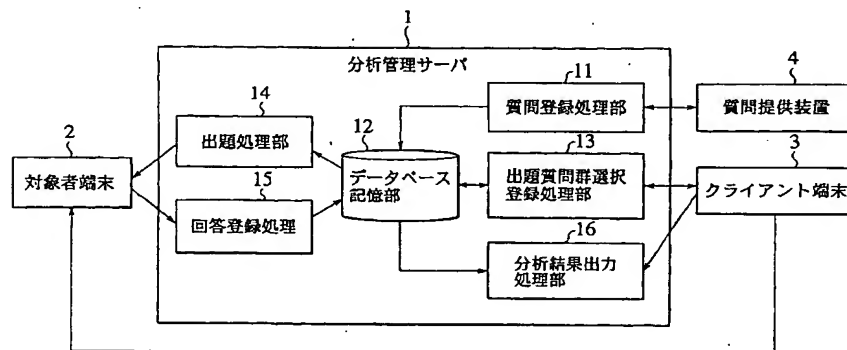 1
分析管理サーバ
11
質問登録処理部
4
質問提供装置
14
出題処理部
12
データベース
記憶部
13
出題質問群選択
登録処理部
3
クライアント端末
2
対象者端末
15
回答登録処理
16
分析結果出力
処理部